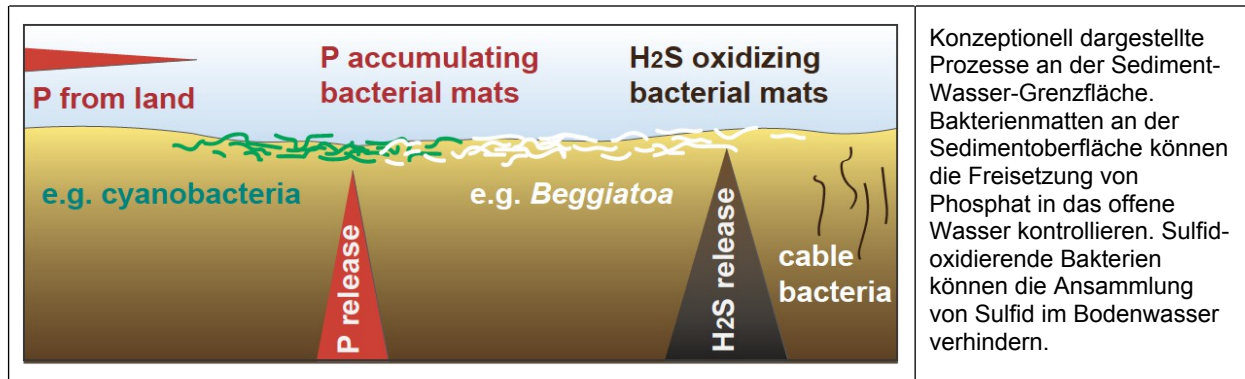 P from land
P accumulating
bacterial mats
H2S oxidizing
bacterial mats
e.g. cyanobacteria
e.g. Beggiatoa
P release
H2S release
cable
bacteria
Konzeptionell dargestellte
Prozesse an der Sediment-
Wasser-Grenzfläche.
Bakterienmatten an der
Sedimentoberfläche können
die Freisetzung von
Phosphat in das offene
Wasser kontrollieren. Sulfid-
oxidierende Bakterien
können die Ansammlung
von Sulfid im Bodenwasser
verhindern.